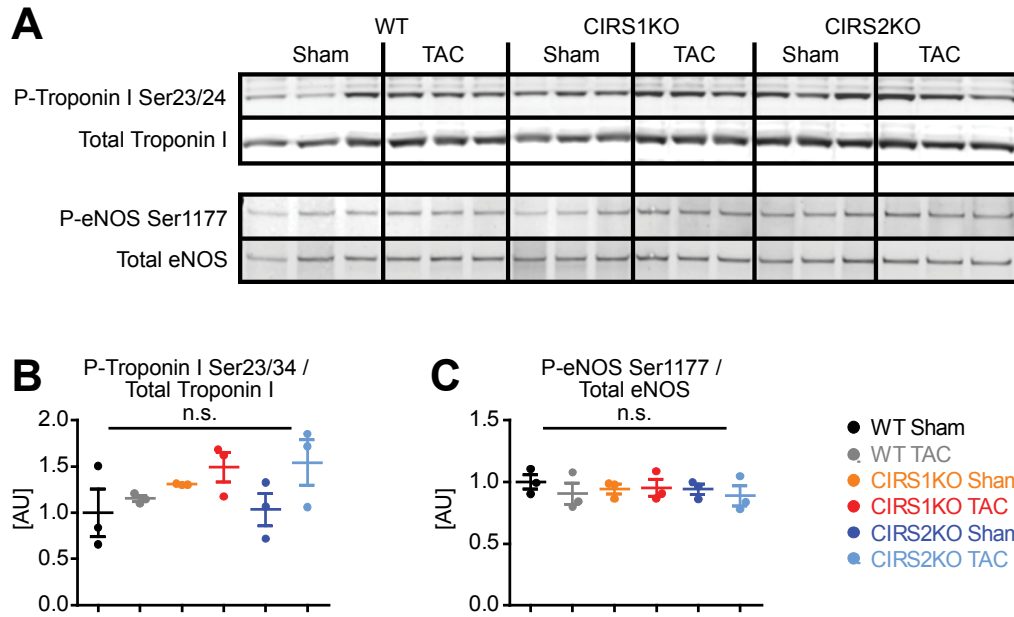 A
WT CIRS1KO CIRS2KO
Sham TAC Sham TAC Sham TAC
P-Troponin I Ser23/24
Total Troponin I
P-eNOS Ser1177
Total eNOS
B
P-Troponin I Ser23/34 /
Total Troponin I
n.s.
2.0
1.5
1.0
0.5
0.0
[AU]
C
P-eNOS Ser1177 /
Total eNOS
n.s.
1.5
1.0
0.5
0.0
[AU]
WT Sham
WT TAC
CIRS1KO Sham
CIRS1KO TAC
CIRS2KO Sham
CIRS2KO TAC